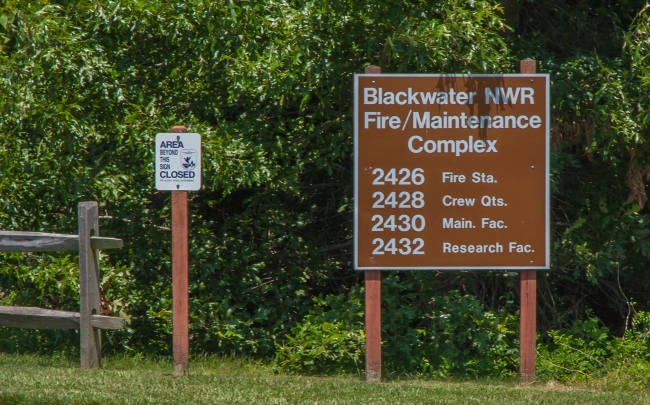 AREA
BEYOND
THIS
SIGN
CLOSED
Blackwater NWR
Fire/Maintenance
Complex
2426 Fire Sta.
2428 Crew Qts.
2430 Main. Fac.
2432 Research Fac.